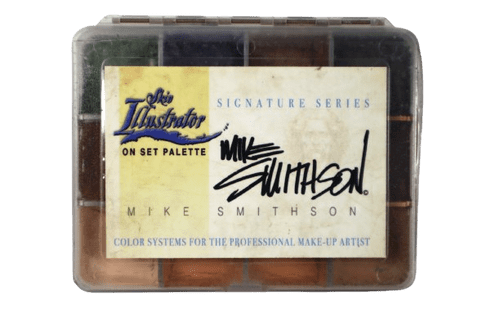 Skin
Illustrator
ON SET PALETTE
SIGNATURE SERIES
MIKE
SMITHSON ©
MIKE SMITHSON
COLOR SYSTEMS FOR THE PROFESSIONAL MAKE-UP ARTIST